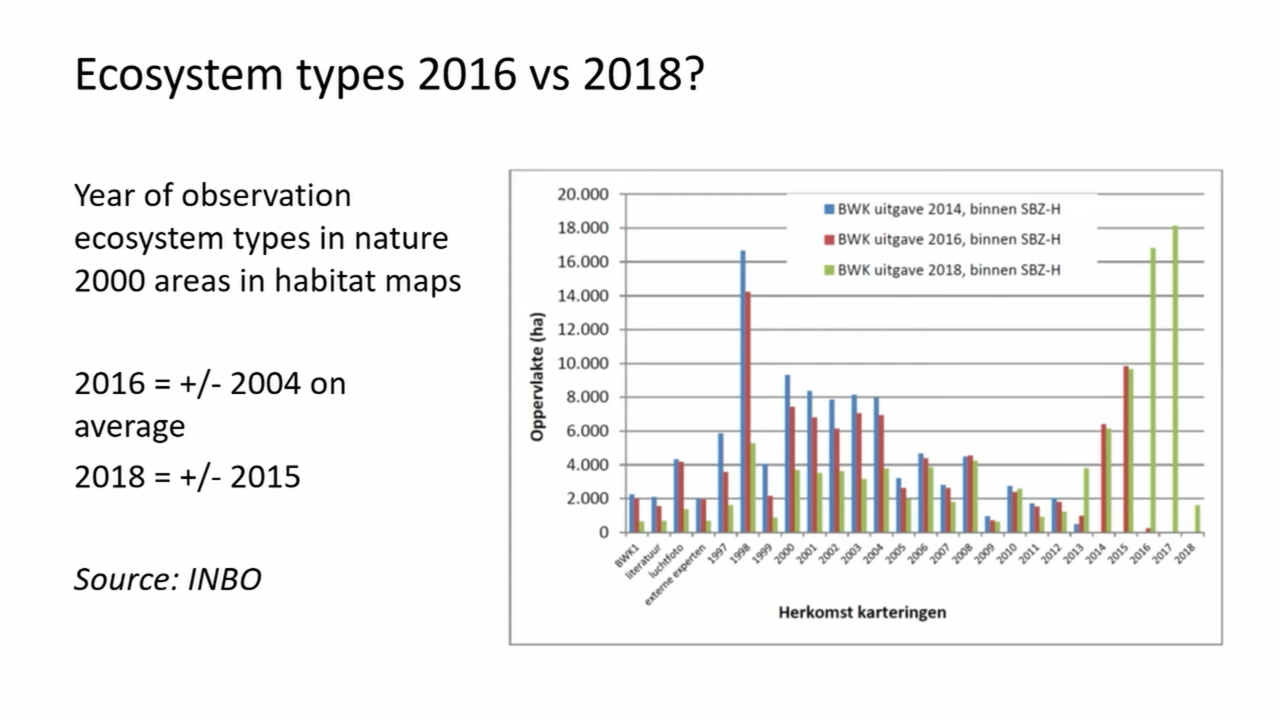 Ecosystem types 2016 vs 2018?
Year of observation
ecosystem types in nature
2000 areas in habitat maps
2016 = +/- 2004 on
average
2018 = +/- 2015
Source: INBO
20.000
18.000
16.000
14.000
12.000
10.000
8.000
6.000
4.000
2.000
0
Oppervlakte (ha)
BWK uitgave 2014, binnen SBZ-H
BWK uitgave 2016, binnen SBZ-H
BWK uitgave 2018, binnen SBZ-H
BWK1
literatuur
luchtfoto
externe experten
1997
1998
1999
2000
2001
2002
2003
2004
2005
2006
2007
2008
2009
2010
2011
2012
2013
2014
2015
2016
2017
2018
Herkomst karteringen